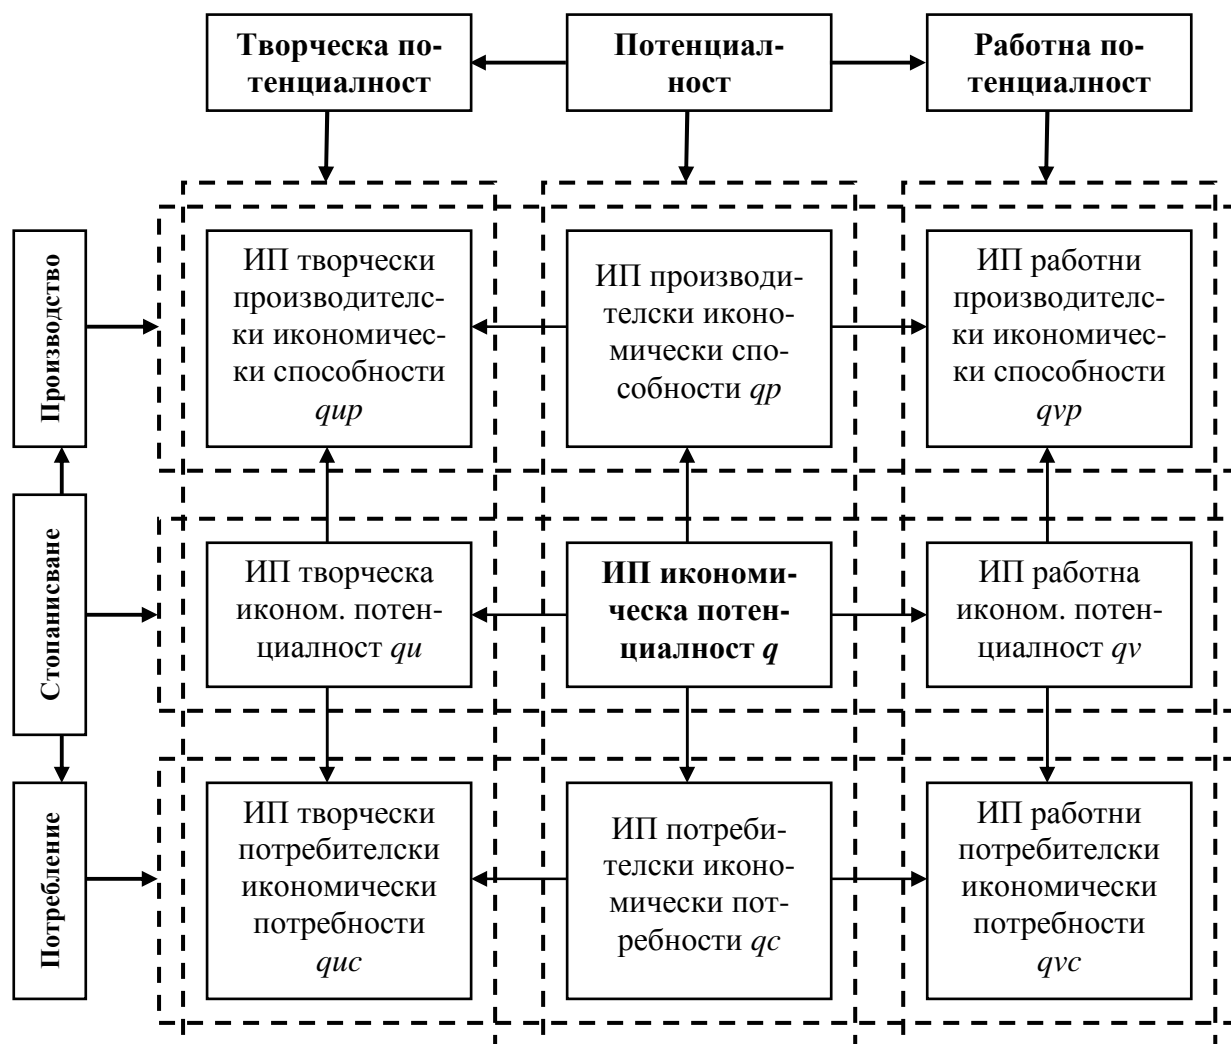 Творческа по-
тенциалност
Потенциал-
ност
Работна по-
тенциалност
Производство
ИП творчески
производителс-
ки икономичес-
ки способности
qup
ИП производи-
телски иконо-
мически спо-
собности qp
ИП работни
производителс-
ки икономичес-
ки способности
qvp
Стопанисване
ИП творческа
иконом. потен-
циалност qu
ИП икономи-
ческа потен-
циалност q
ИП работна
иконом. потен-
циалност qv
Потребление
ИП творчески
потребителски
икономически
потребности
quc
ИП потреби-
телски иконо-
мически пот-
ребности qc
ИП работни
потребителски
икономически
потребности
qvc